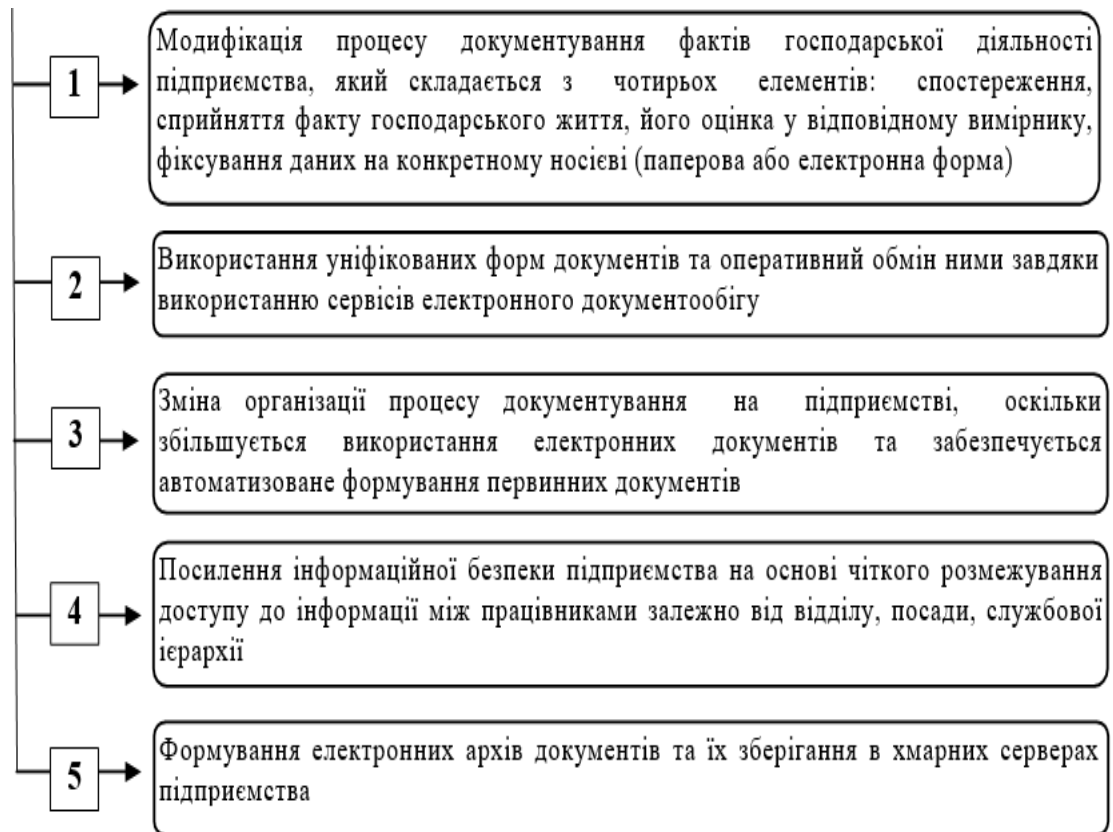 Модифікація процесу документування фактів господарської діяльності
1 підприємства, який складається з чотирьох елементів: спостереження,
сприйняття факту господарського життя, його оцінка у відповідному вимірнику,
фіксування даних на конкретному носієві (паперова або електронна форма)
Використання уніфікованих форм документів та оперативний обмін ними завдяки
2 використанню сервісів електронного документообігу
Зміна організації процесу документування на підприємстві, оскільки
3 збільшується використання електронних документів та забезпечується
автоматизоване формування первинних документів
Посилення інформаційної безпеки підприємства на основі чіткого розмежування
4 доступу до інформації між працівниками залежно від відділу, посади, службової
ієрархії
Формування електронних архів документів та їх зберігання в хмарних серверах
5 підприємства